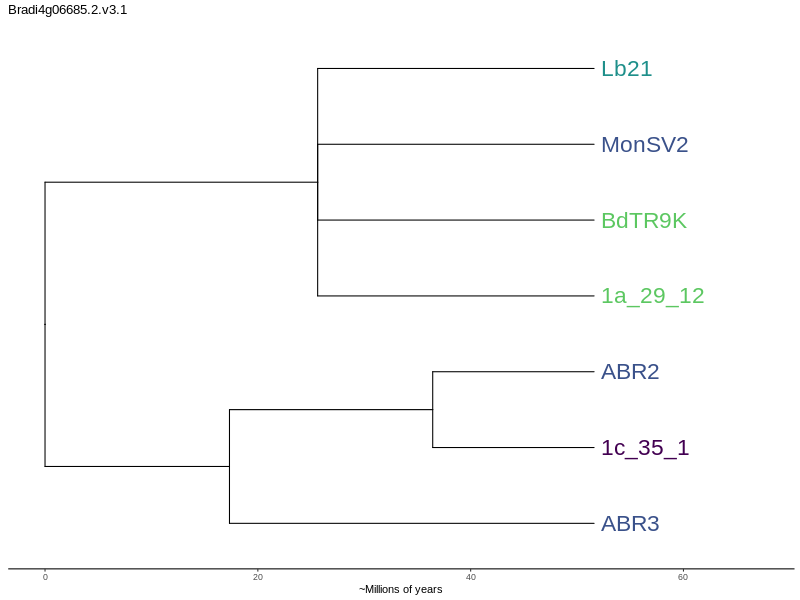 Bradi4g06685.2.v3.1
Lb21
MonSV2
BdTR9K
1a_29_12
ABR2
1c_35_1
ABR3
0 20 40 60
~Millions of years